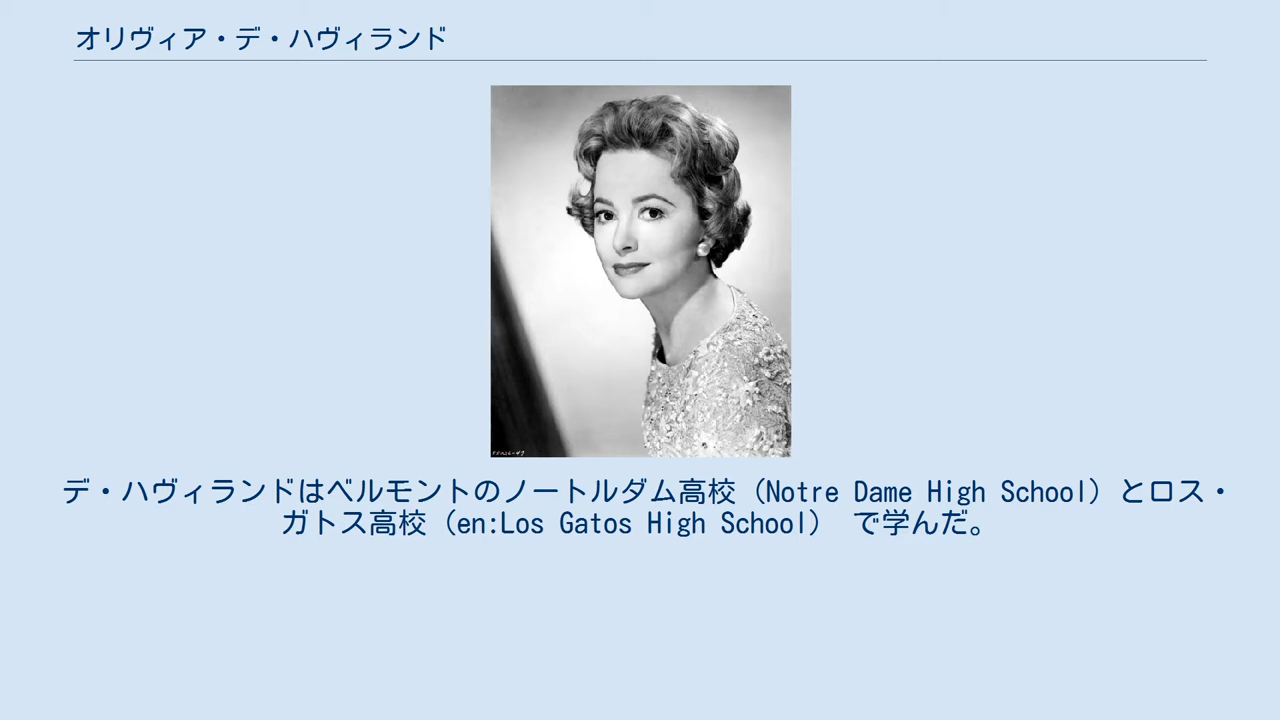 オリヴィア・デ・ハヴィランド
デ・ハヴィランドはベルモントのノートルダム高校（Notre Dame High School）とロス・
ガトス高校（en:Los Gatos High School） で学んだ。